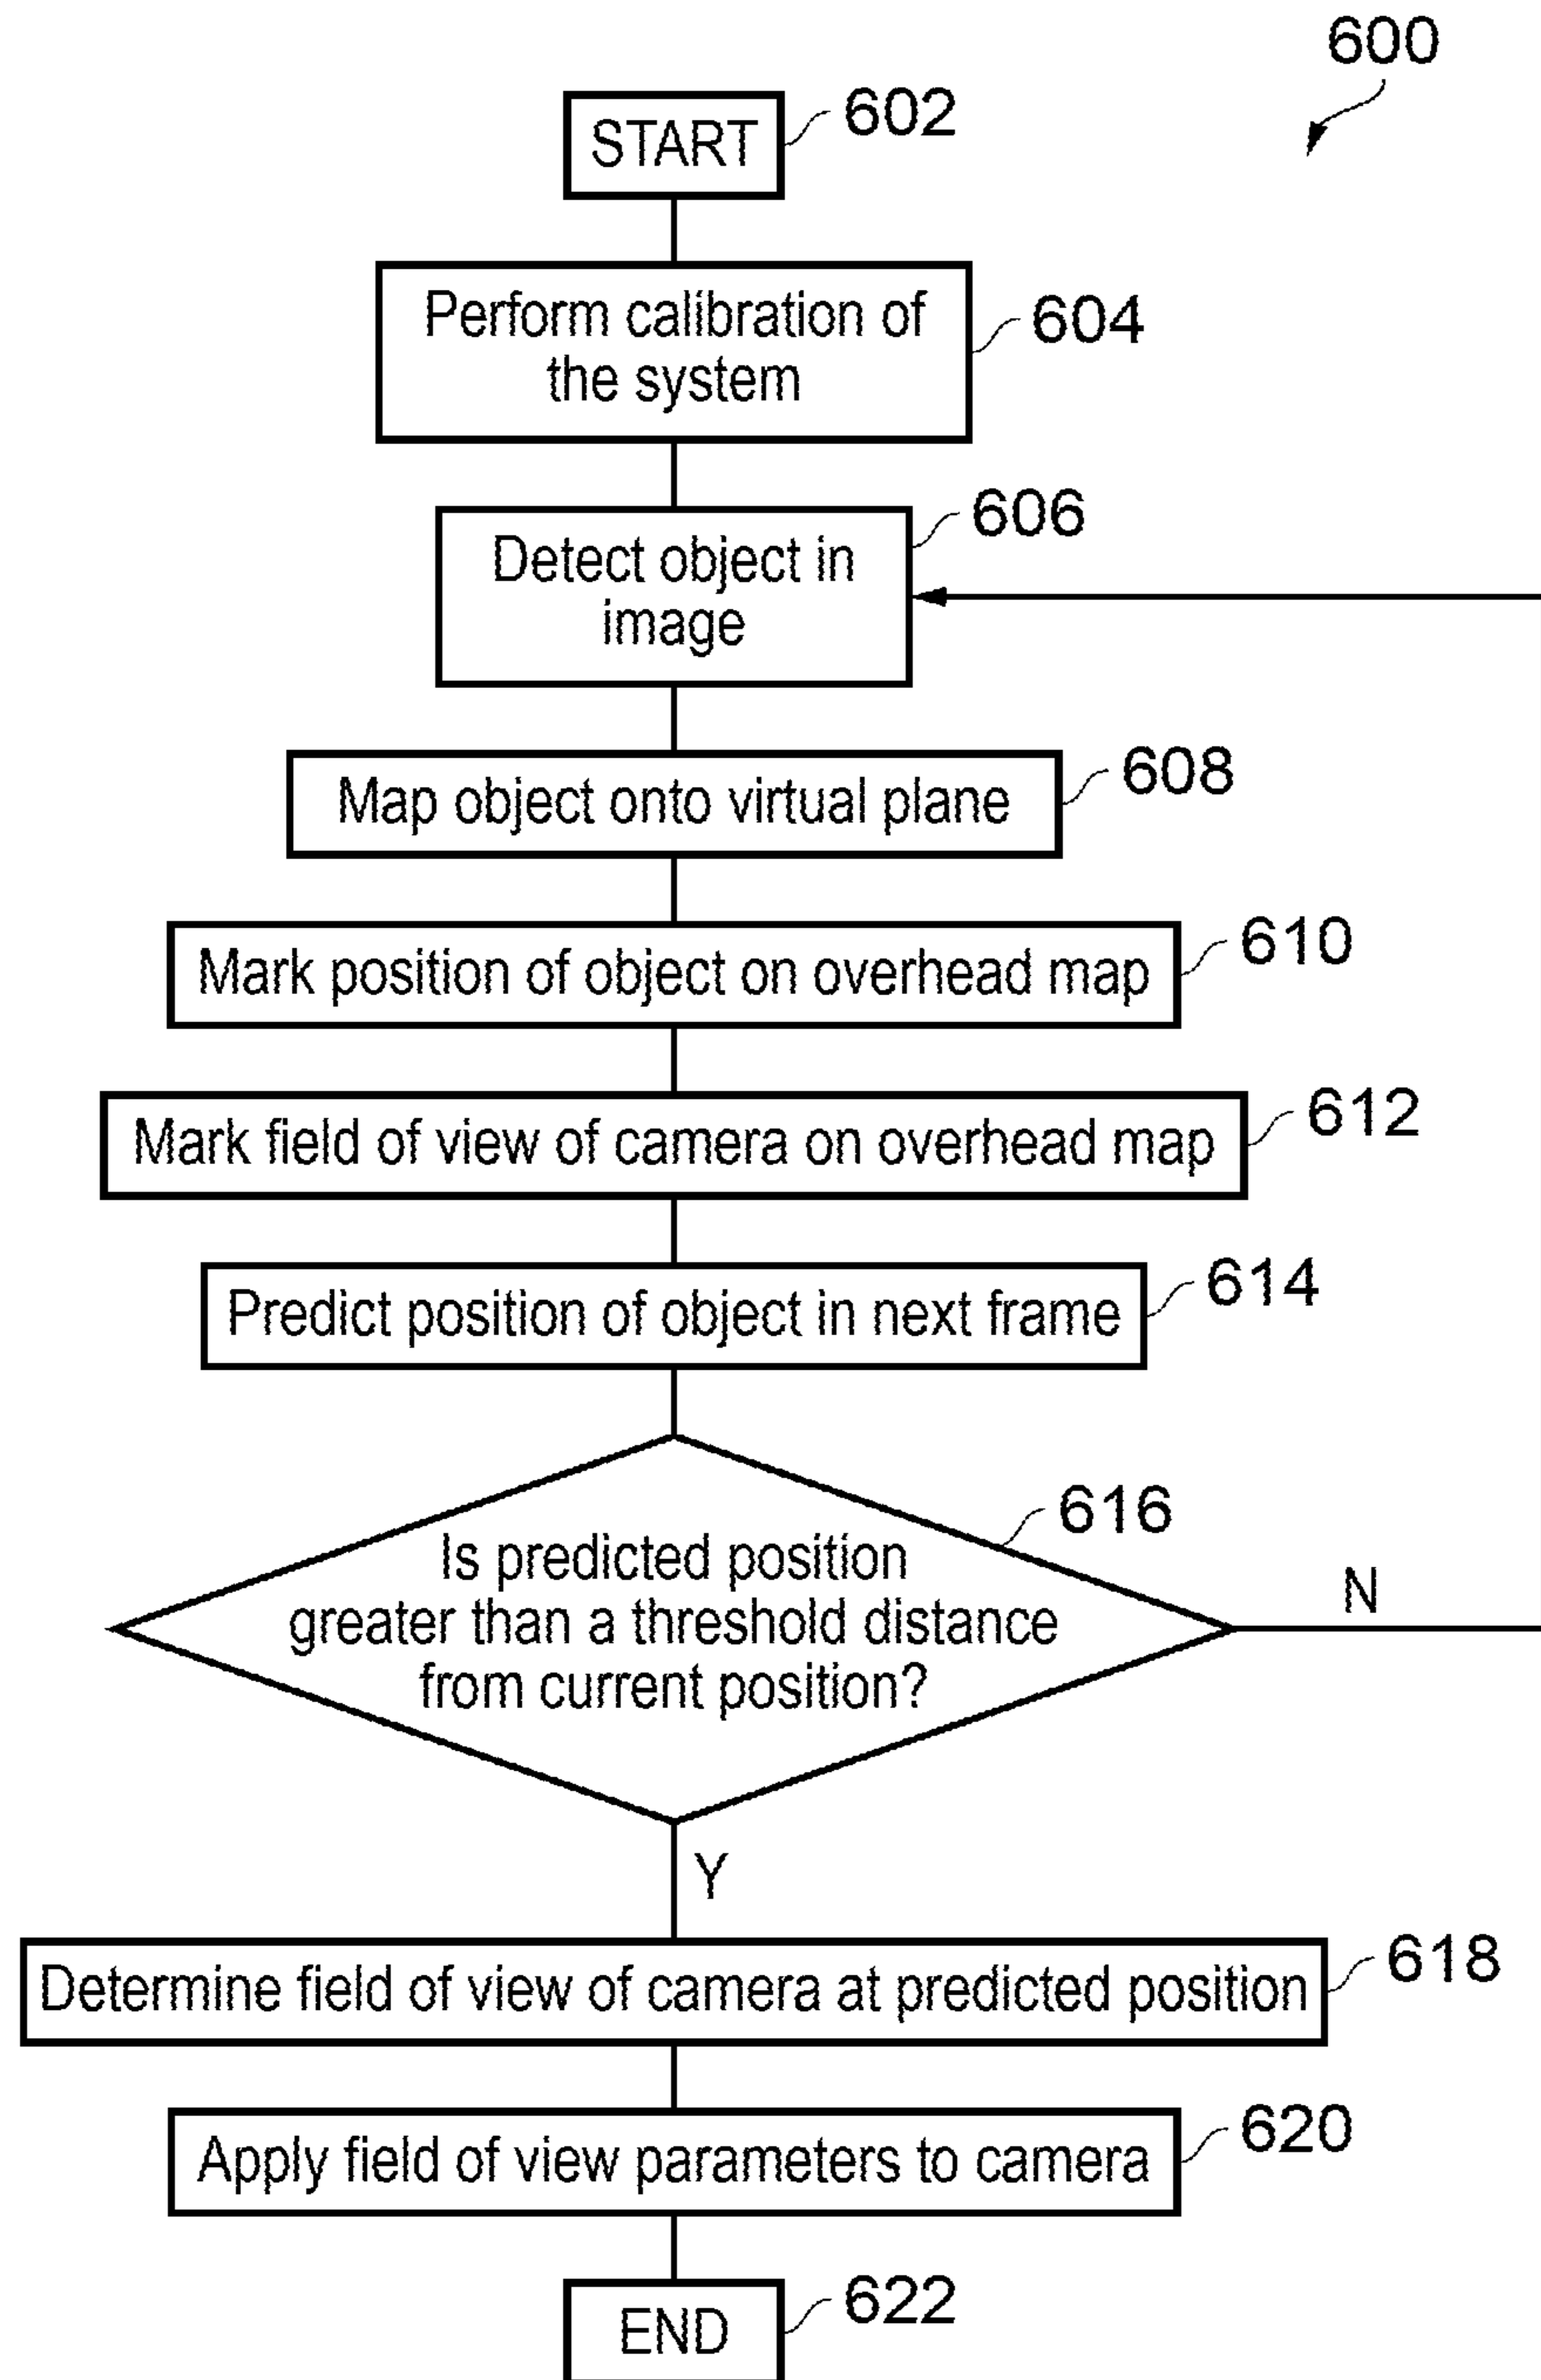 600
START
602
Perform calibration of
the system
604
606
Detect object in
image
608
Map object onto virtual plane
610
Mark position of object on overhead map
612
Mark field of view of camera on overhead map
614
Predict position of object in next frame
616
Is predicted position
greater than a threshold distance
from current position?
N
Y
618
Determine field of view of camera at predicted position
620
Apply field of view parameters to camera
622
END